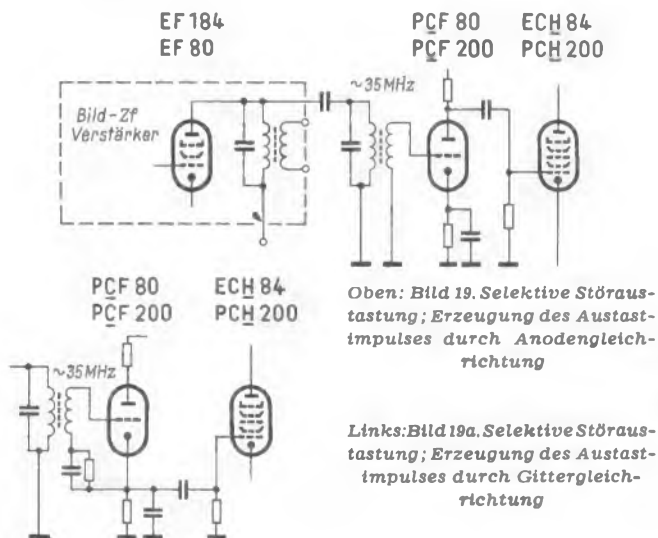 EF 184
EF 80
PCF 80
PCF 200
ECH 84
PCH 200
Bild-Zf
Verstärker
~35MHz
PCF 80
PCF 200
ECH 84
PCH 200
~35MHz
Oben: Bild 19. Selektive Störaus-
tastung; Erzeugung des Austast-
impulses durch Anodengleich-
richtung
Links: Bild 19a. Selektive Störaus-
tastung; Erzeugung des Austast-
impulses durch Gittergleich-
richtung